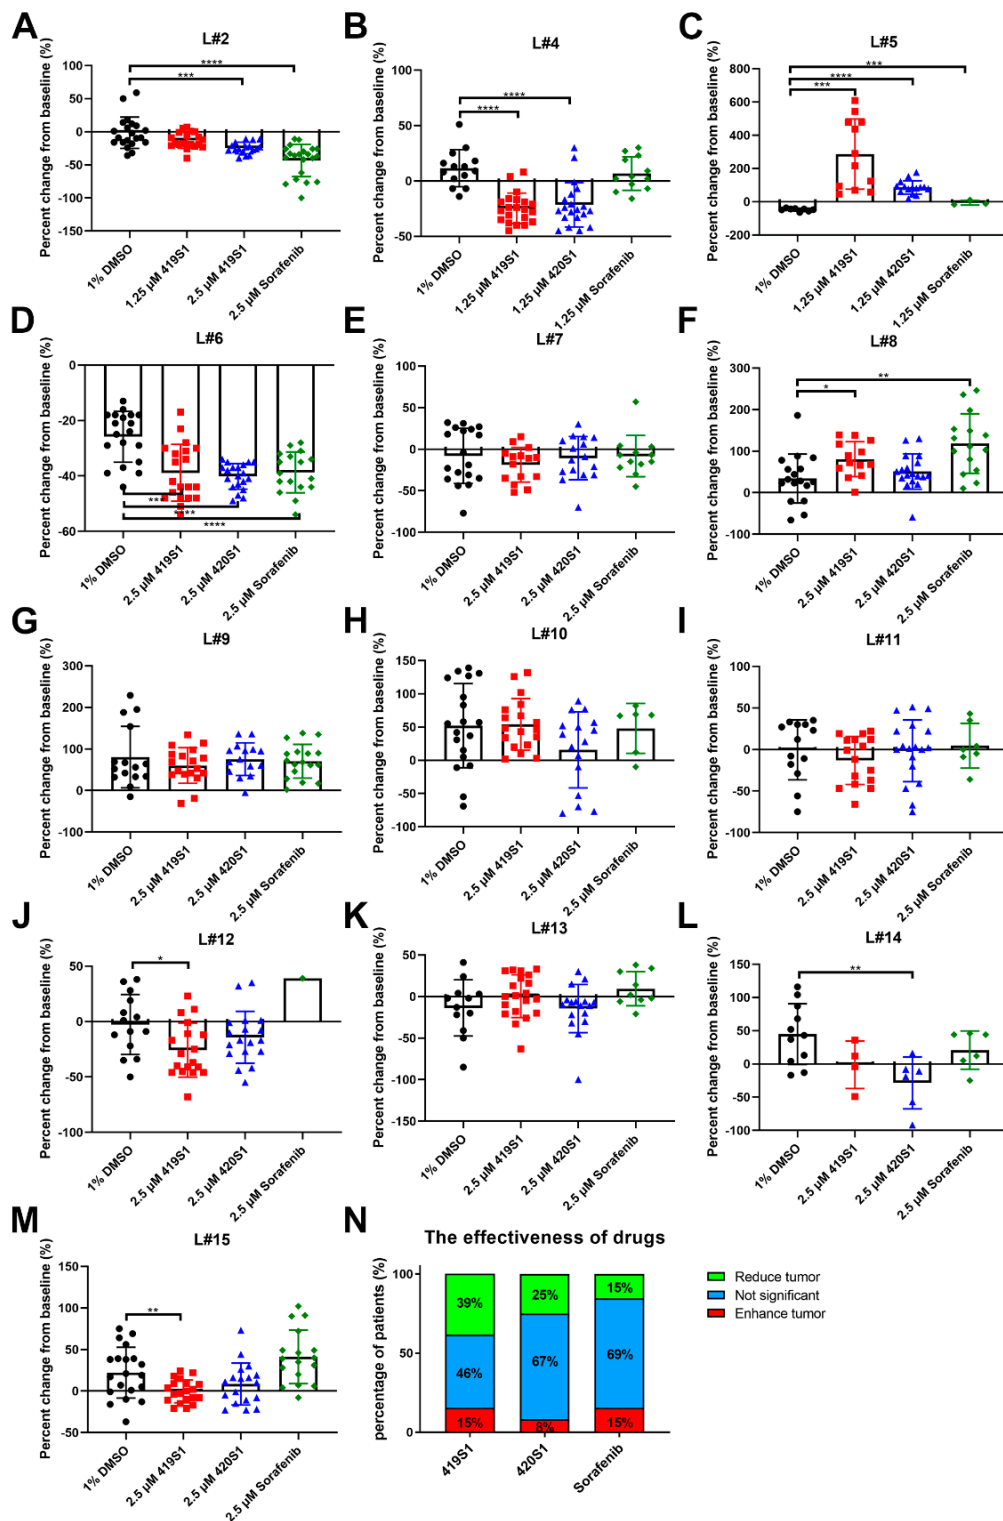 A
L#2
Percent change from baseline (%)
100
50
0
-50
-100
-150
****
***
1% DMSO
1.25 µM 419S1
2.5 µM 419S1
2.5 µM Sorafenib
B
L#4
Percent change from baseline (%)
100
50
0
-50
****
****
1% DMSO
1.25 µM 419S1
1.25 µM 420S1
1.25 µM Sorafenib
C
L#5
Percent change from baseline (%)
800
600
400
200
0
-200
***
****
***
1% DMSO
1.25 µM 419S1
1.25 µM 420S1
1.25 µM Sorafenib
D
L#6
Percent change from baseline (%)
0
-20
-40
-60
****
****
1% DMSO
2.5 µM 419S1
2.5 µM 420S1
2.5 µM Sorafenib
E
L#7
Percent change from baseline (%)
100
50
0
-50
-100
1% DMSO
2.5 µM 419S1
2.5 µM 420S1
2.5 µM Sorafenib
F
L#8
Percent change from baseline (%)
300
200
100
0
-100
**
*
1% DMSO
2.5 µM 419S1
2.5 µM 420S1
2.5 µM Sorafenib
G
L#9
Percent change from baseline (%)
300
200
100
0
-100
1% DMSO
2.5 µM 419S1
2.5 µM 420S1
2.5 µM Sorafenib
H
L#10
Percent change from baseline (%)
150
100
50
0
-50
-100
1% DMSO
2.5 µM 419S1
2.5 µM 420S1
2.5 µM Sorafenib
I
L#11
Percent change from baseline (%)
100
50
0
-50
-100
1% DMSO
2.5 µM 419S1
2.5 µM 420S1
2.5 µM Sorafenib
J
L#12
Percent change from baseline (%)
50
0
-50
-100
*
1% DMSO
2.5 µM 419S1
2.5 µM 420S1
2.5 µM Sorafenib
K
L#13
Percent change from baseline (%)
100
50
0
-50
-100
-150
1% DMSO
2.5 µM 419S1
2.5 µM 420S1
2.5 µM Sorafenib
L
L#14
Percent change from baseline (%)
150
100
50
0
-50
-100
**
1% DMSO
2.5 µM 419S1
2.5 µM 420S1
2.5 µM Sorafenib
M
L#15
Percent change from baseline (%)
150
100
50
0
-50
**
1% DMSO
2.5 µM 419S1
2.5 µM 420S1
2.5 µM Sorafenib
N
The effectiveness of drugs
percentage of patients (%)
100
50
0
39%
46%
15%
25%
67%
8%
15%
69%
15%
419S1
420S1
Sorafenib
Reduce tumor
Not significant
Enhance tumor